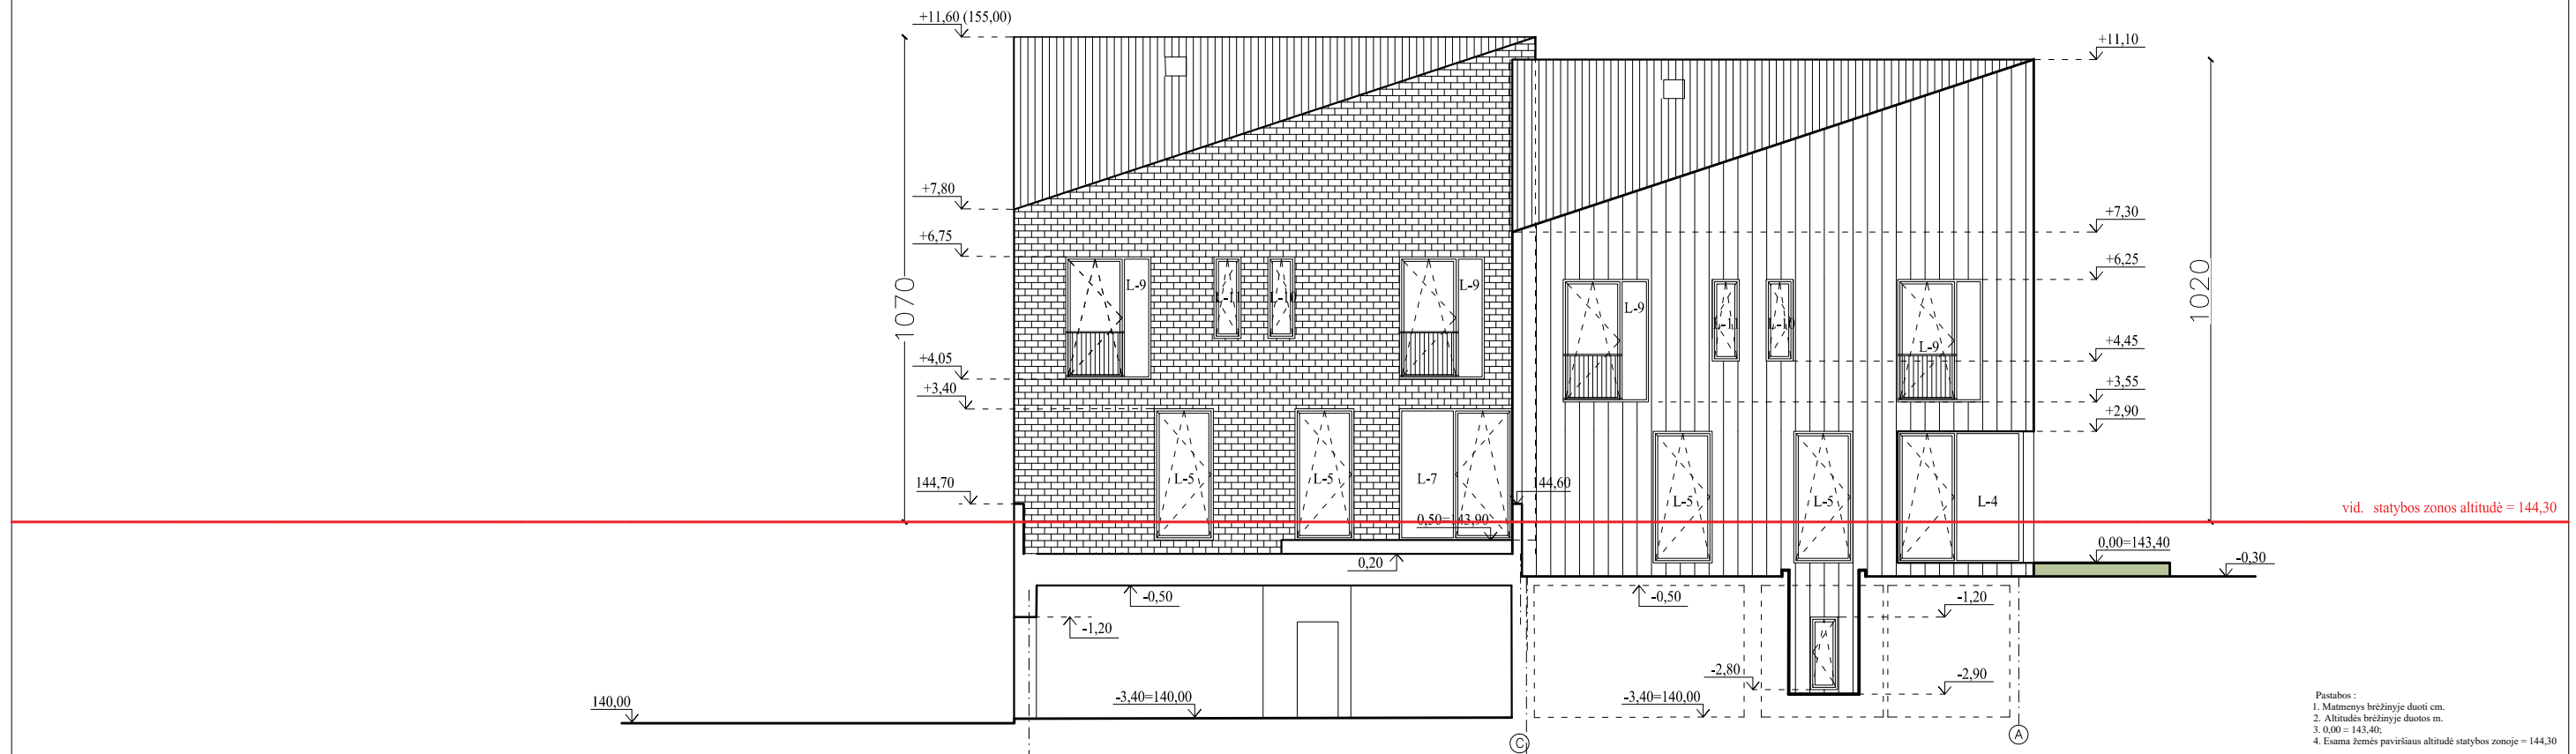 +11,60 (155,00)
+11,10
+7,80
+7,30
+6,75
+6,25
1070
1020
L-9
L-11
L-10
L-9
L-9
L-11
L-10
L-9
+4,45
+4,05
+3,55
+3,40
+2,90
144,70
L-5
L-5
L-7
144,60
L-5
L-5
L-4
0,50=143,90
vid. statybos zonos altitudė = 144,30
0,20
0,00=143,40
-0,30
-0,50
-0,50
-1,20
-1,20
-2,80
-2,90
140,00
-3,40=140,00
-3,40=140,00
C
A
Pastabos :
1. Matmenys brėžinyje duoti cm.
2. Altitudės brėžinyje duotos m.
3. 0,00 = 143,40;
4. Esama žemės paviršiaus altitudė statybos zonoje = 144,30